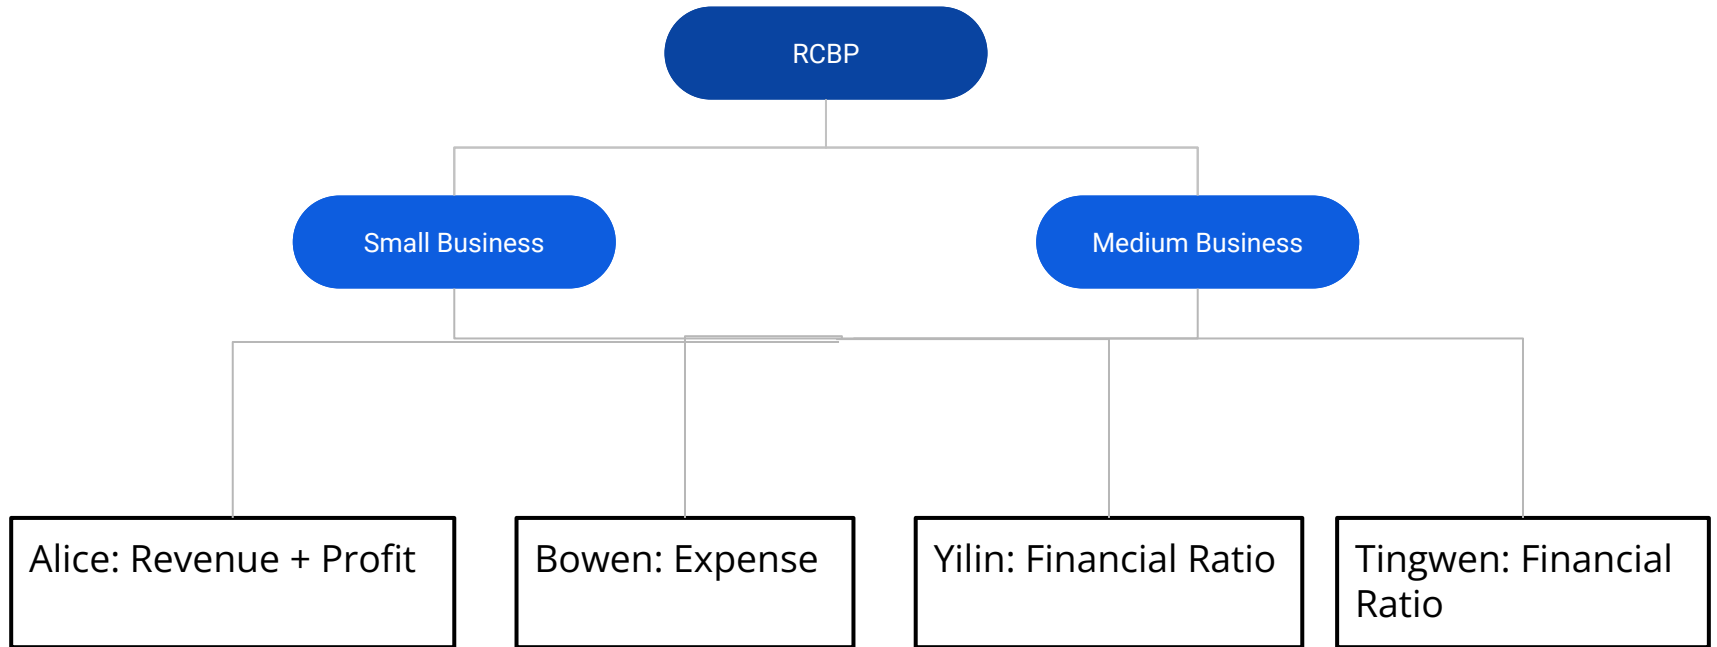 RCBP
Small Business
Medium Business
Alice: Revenue + Profit
Bowen: Expense
Yilin: Financial Ratio
Tingwen: Financial
Ratio